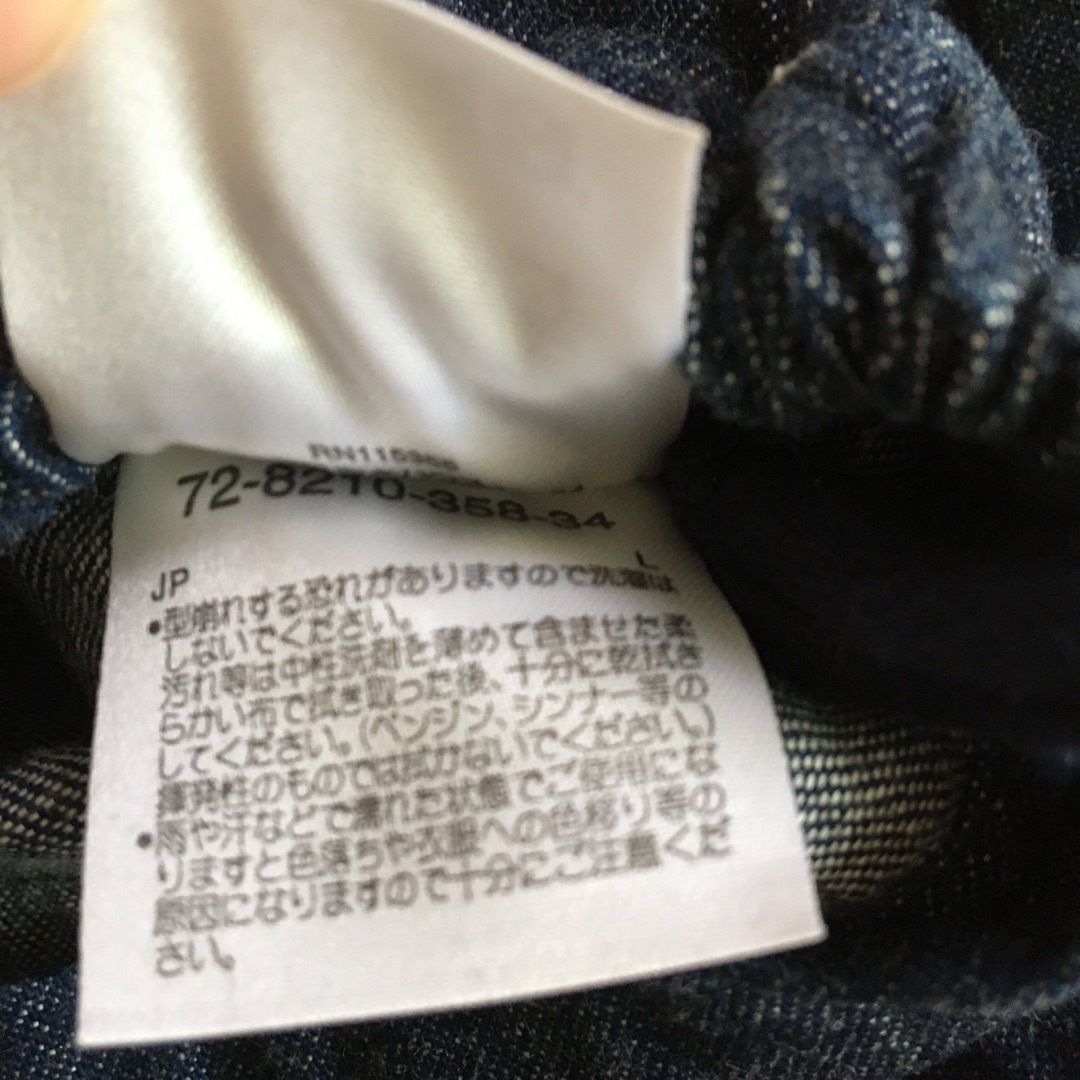 RN115365
72-8210-358-34
L
JP
•型崩れする恐れがありますので洗濯は
しないでください。
汚れ等は中性洗剤を薄めて含ませた柔
らかい布で拭き取った後、十分に乾拭き
してください。(ベンジン、シンナー等の
揮発性のものでは拭かないでください。)
•雨や汗などで濡れた状態でご使用にな
りますと色落ちや衣服への色移り等の
原因になりますので十分にご注意くだ
さい。